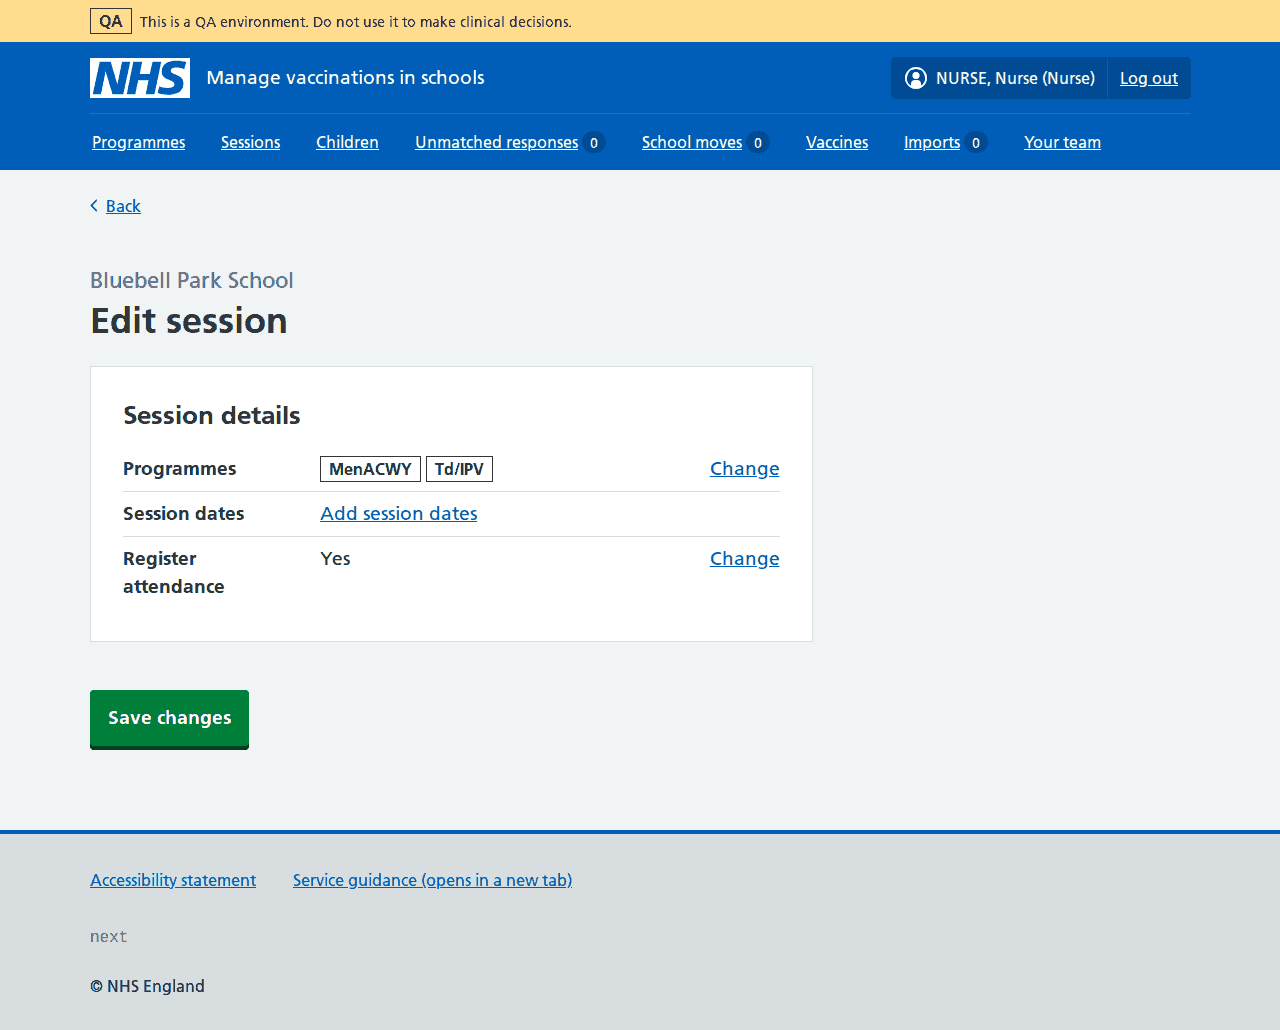 QA This is a QA environment. Do not use it to make clinical decisions.
NHS Manage vaccinations in schools NURSE, Nurse (Nurse) Log out
Programmes Sessions Children Unmatched responses 0 School moves 0 Vaccines Imports 0 Your team
Back
Bluebell Park School
Edit session
Session details
Programmes MenACWY Td/IPV Change
Session dates Add session dates
Register attendance Yes Change
Save changes
Accessibility statement Service guidance (opens in a new tab)
next
© NHS England